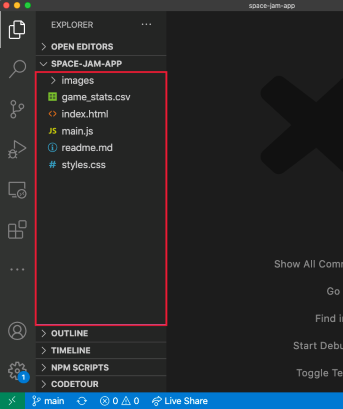 space-jam-app
EXPLORER
OPEN EDITORS
SPACE-JAM-APP
images
game_stats.csv
index.html
JS main.js
readme.md
# styles.css
Show All Com
Go
Find i
Start Debu
Toggle Te
OUTLINE
TIMELINE
NPM SCRIPTS
CODETOUR
1
main 0 0 Live Share